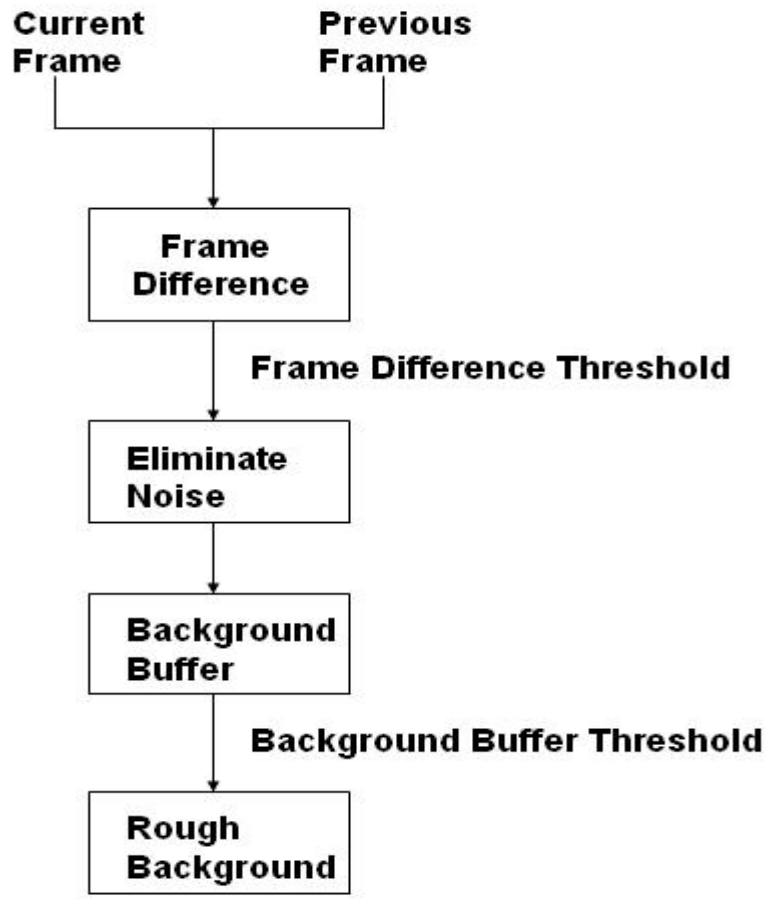 Current
Frame
Previous
Frame
Frame
Difference
Frame Difference Threshold
Eliminate
Noise
Background
Buffer
Background Buffer Threshold
Rough
Background